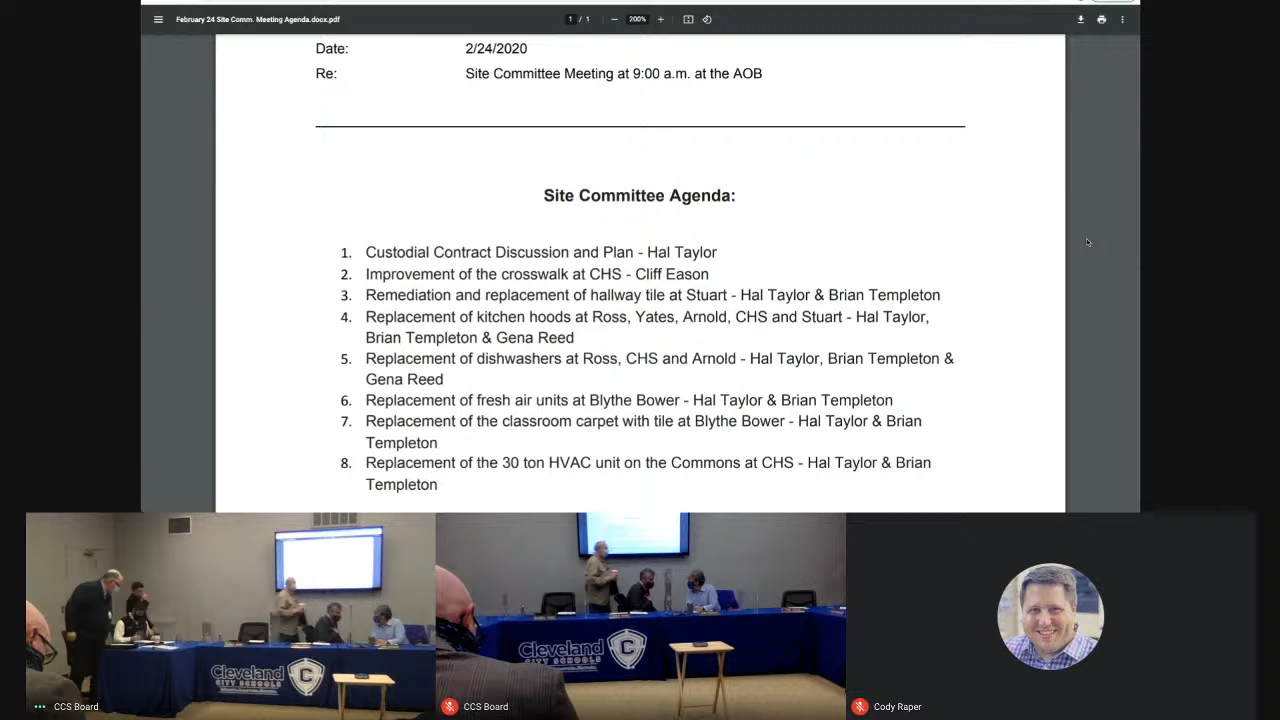 February 24 Site Comm. Meeting Agenda.docx.pdf
1 / 1
200%
Date: 2/24/2020
Re: Site Committee Meeting at 9:00 a.m. at the AOB
Site Committee Agenda:
1. Custodial Contract Discussion and Plan - Hal Taylor
2. Improvement of the crosswalk at CHS - Cliff Eason
3. Remediation and replacement of hallway tile at Stuart - Hal Taylor & Brian Templeton
4. Replacement of kitchen hoods at Ross, Yates, Arnold, CHS and Stuart - Hal Taylor,
Brian Templeton & Gena Reed
5. Replacement of dishwashers at Ross, CHS and Arnold - Hal Taylor, Brian Templeton &
Gena Reed
6. Replacement of fresh air units at Blythe Bower - Hal Taylor & Brian Templeton
7. Replacement of the classroom carpet with tile at Blythe Bower - Hal Taylor & Brian
Templeton
8. Replacement of the 30 ton HVAC unit on the Commons at CHS - Hal Taylor & Brian
Templeton
Cleveland
CITY SCHOOLS
Cleveland
CITY SCHOOLS
CCS Board
CCS Board
Cody Raper